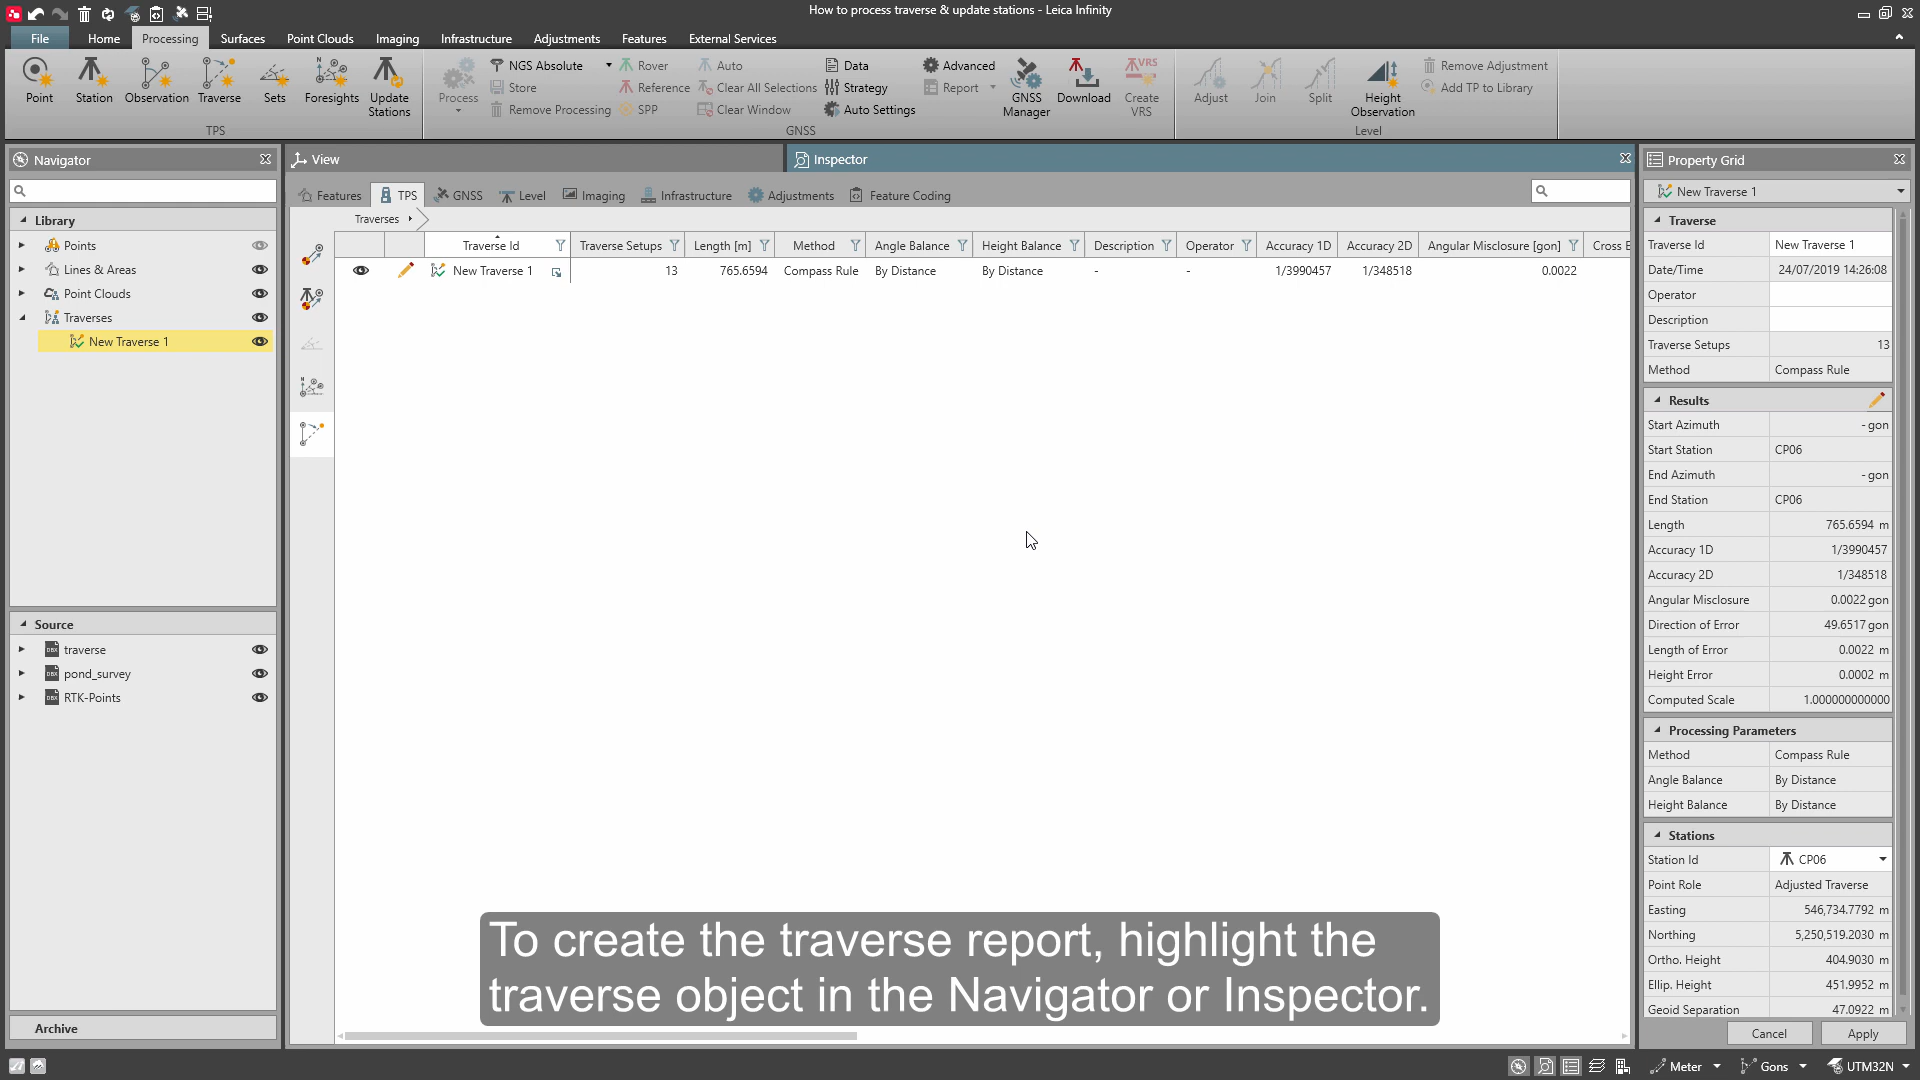 How to process traverse & update stations - Leica Infinity
File Home Processing Surfaces Point Clouds Imaging Infrastructure Adjustments Features External Services
Point
Station
Observation
Traverse
Sets
Foresights
Update
Stations
TPS
Process
NGS Absolute
Store
Remove Processing
Rover
Reference
SPP
Auto
Clear All Selections
Clear Window
Data
Strategy
Auto Settings
Advanced
Report
GNSS
Manager
Download
Create
VRS
GNSS
Adjust
Join
Split
Height
Observation
Remove Adjustment
Add TP to Library
Level
Navigator
Library
Points
Lines & Areas
Point Clouds
Traverses
New Traverse 1
Source
traverse
pond_survey
RTK-Points
Archive
View
Inspector
Features TPS GNSS Level Imaging Infrastructure Adjustments Feature Coding
Traverses
Traverse Id Traverse Setups Length [m] Method Angle Balance Height Balance Description Operator Accuracy 1D Accuracy 2D Angular Misclosure [gon] Cross E
New Traverse 1 13 765.6594 Compass Rule By Distance By Distance - - 1/3990457 1/348518 0.0022
To create the traverse report, highlight the
traverse object in the Navigator or Inspector.
Property Grid
New Traverse 1
Traverse
Traverse Id New Traverse 1
Date/Time 24/07/2019 14:26:08
Operator
Description
Traverse Setups 13
Method Compass Rule
Results
Start Azimuth - gon
Start Station CP06
End Azimuth - gon
End Station CP06
Length 765.6594 m
Accuracy 1D 1/3990457
Accuracy 2D 1/348518
Angular Misclosure 0.0022 gon
Direction of Error 49.6517 gon
Length of Error 0.0022 m
Height Error 0.0002 m
Computed Scale 1.000000000000
Processing Parameters
Method Compass Rule
Angle Balance By Distance
Height Balance By Distance
Stations
Station Id CP06
Point Role Adjusted Traverse
Easting 546,734.7792 m
Northing 5,250,519.2030 m
Ortho. Height 404.9030 m
Ellip. Height 451.9952 m
Geoid Separation 47.0922 m
Cancel Apply
Meter Gons UTM32N